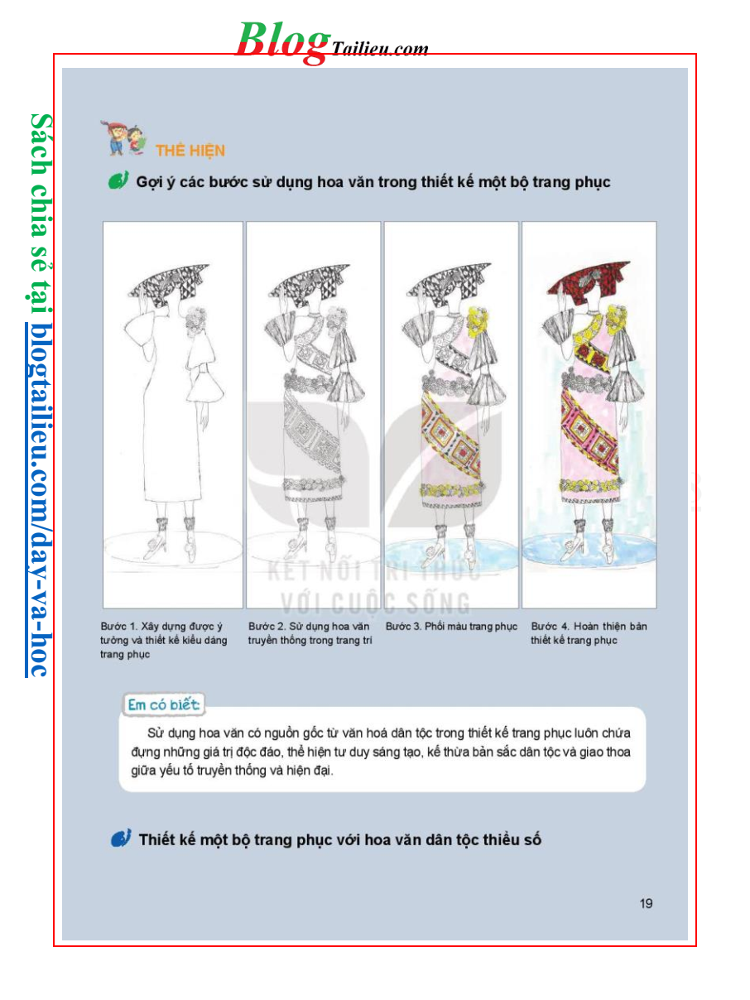 Blog Tailieu.com
Sách chia sẻ tại blogtailieu.com/day-va-hoc
THỂ HIỆN
Gợi ý các bước sử dụng hoa văn trong thiết kế một bộ trang phục
KẾT NỐI TRI THỨC
VỚI CUỘC SỐNG
Bước 1. Xây dựng được ý
tưởng và thiết kế kiểu dáng
trang phục
Bước 2. Sử dụng hoa văn
truyền thống trong trang trí
Bước 3. Phối màu trang phục
Bước 4. Hoàn thiện bản
thiết kế trang phục
Em có biết:
Sử dụng hoa văn có nguồn gốc từ văn hoá dân tộc trong thiết kế trang phục luôn chứa
đựng những giá trị độc đáo, thể hiện tư duy sáng tạo, kế thừa bản sắc dân tộc và giao thoa
giữa yếu tố truyền thống và hiện đại.
Thiết kế một bộ trang phục với hoa văn dân tộc thiểu số
19